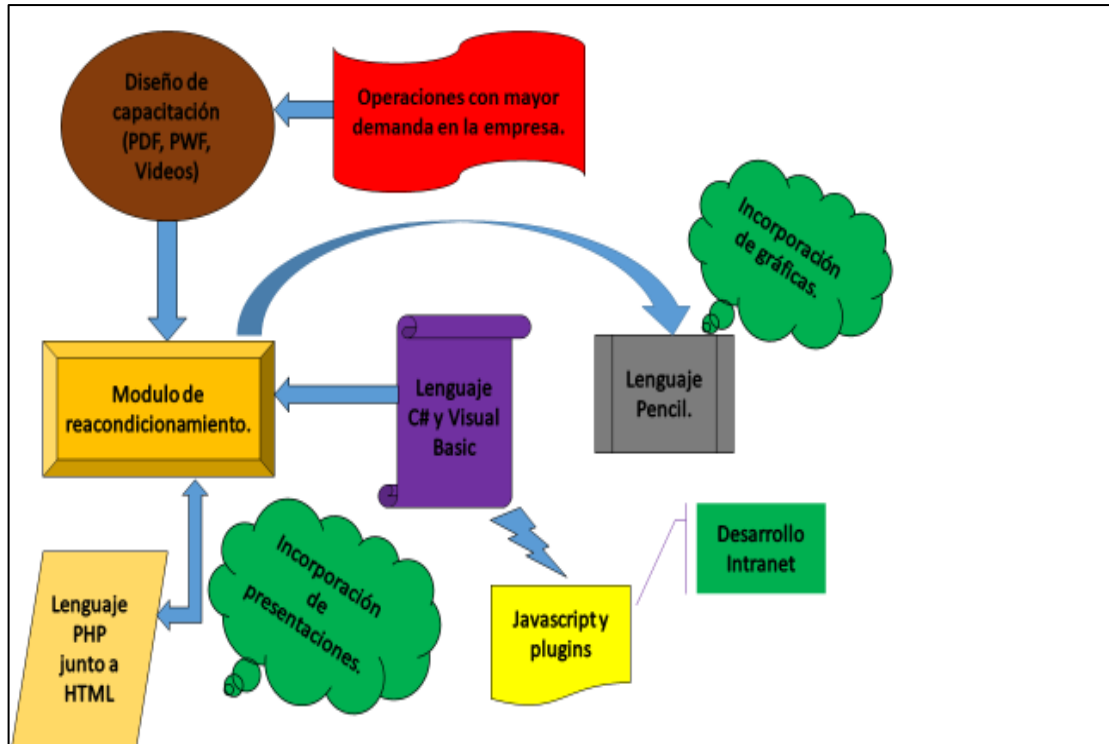 Diseño de
capacitación
(PDF, PWF,
Videos)
Operaciones con mayor
demanda en la empresa.
Incorporación
de gráficas.
Modulo de
reacondicionamiento.
Lenguaje
C# y Visual
Basic
Lenguaje
Pencil.
Desarrollo
Intranet
Incorporación
de
presentaciones.
Javascript y
plugins
Lenguaje
PHP
junto a
HTML